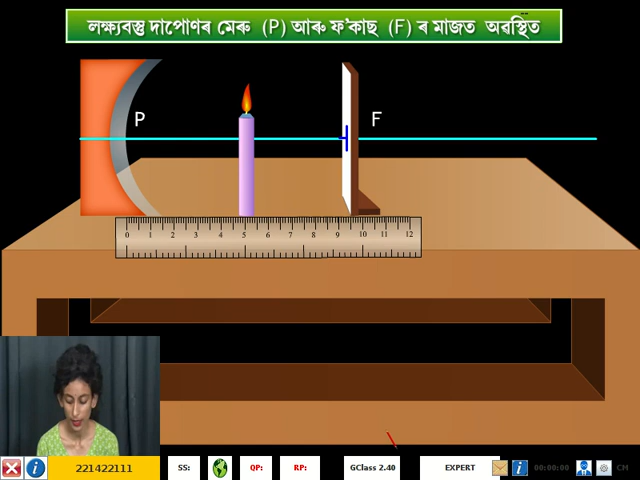 লক্ষ্যবস্তু দাপোণৰ মেৰু (P) আৰু ফ'কাছ (F) ৰ মাজত অৱস্থিত
P
F
0 1 2 3 4 5 6 7 8 9 10 11 12
221422111
SS:
QP:
RP:
GClass 2.40
EXPERT
00:00:00
CM